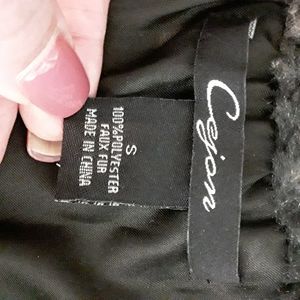 Cejon
S
100%POLYESTER
FAUX FUR
MADE IN CHINA